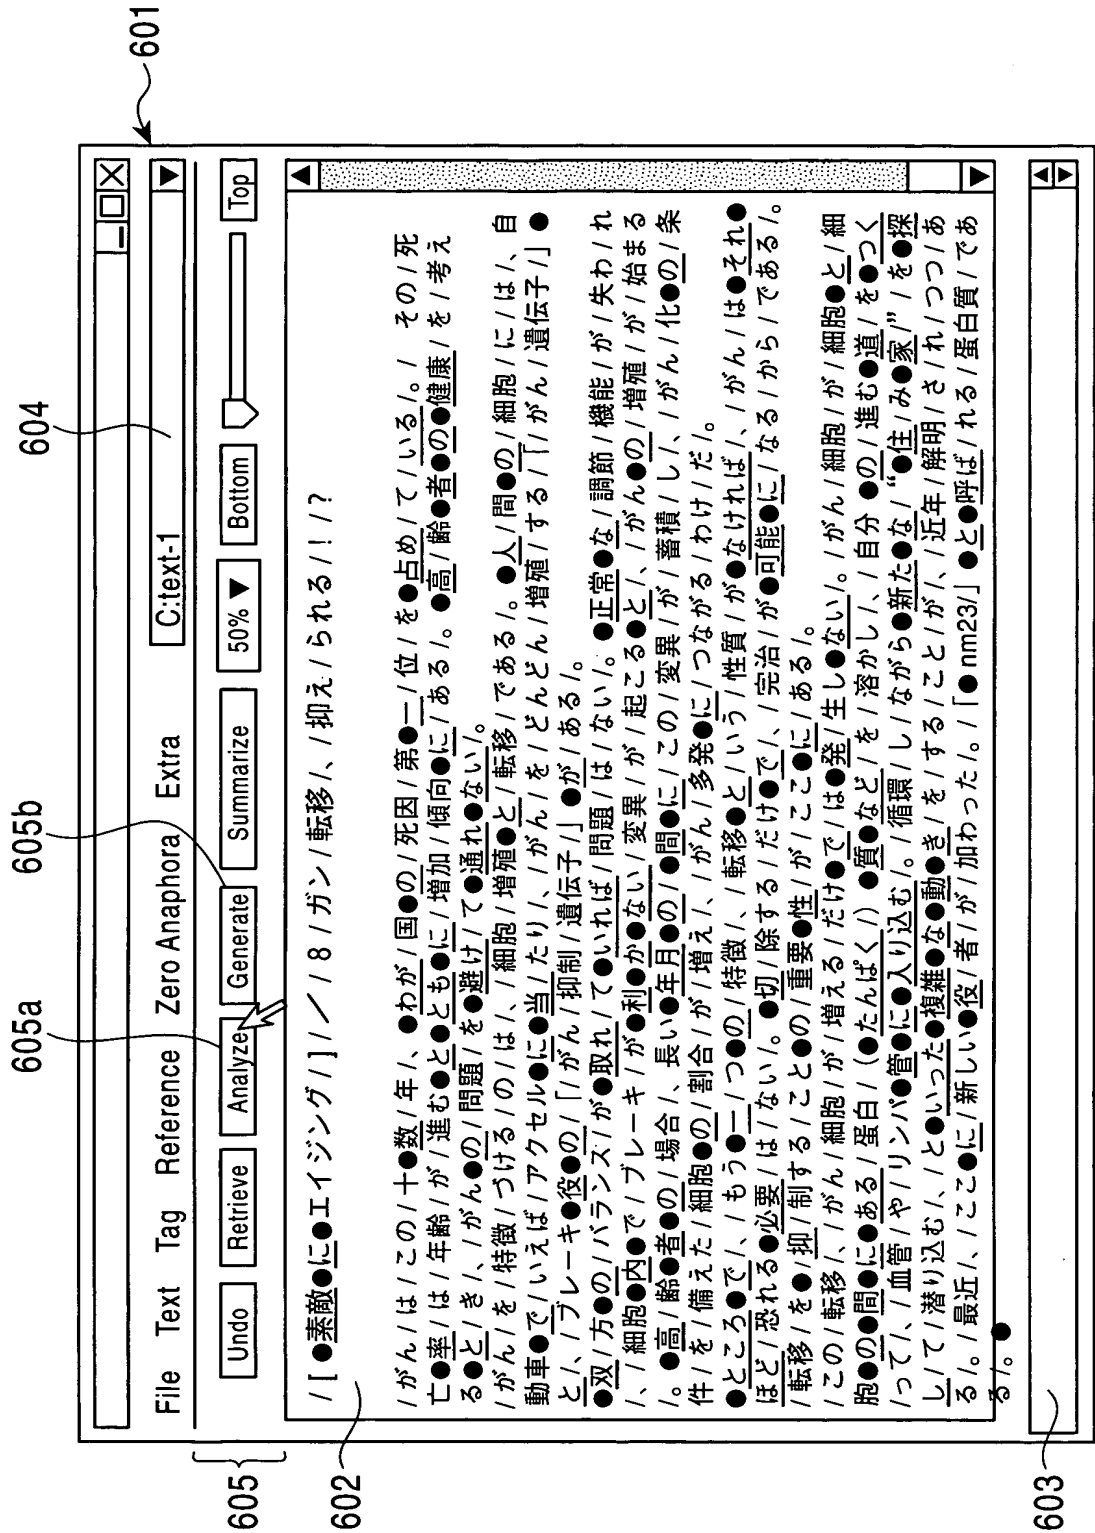 601
604
605b
605a
C:text-1
File Text Tag Reference Zero Anaphora Extra
Undo Retrieve Analyze Generate Summarize 50% ▼ Bottom Top
605
602
/[●素敵●に●エイジング/]/／/8/ガン/転移/、/抑え/られる/!/?
/がん/は/この/十●数/年/、●わが/国●の/死因/第●一/位/を●占め/て/いる/。/ その/死
亡●率/は/年齢/が/進む●と●とも●に/増加/傾向●に/ある/。●高/齢●者●の●健康/を/考え
る●と/き/、/がん●の/問題/を●避け/て●通れ●ない/。
/がん/を/特徴/づける/の/は/、/細胞/増殖●と/転移/である/。●人/間●の/細胞/に/は/、自
動車●で/いえば/アクセル●に●当/たり/、/がん/を/どんどん/増殖/する/「/がん/遺伝子/」●
と/、/ブレーキ●役●の/「/がん/抑制/遺伝子/」●が/ある/。
●双/方●の/バランス/が●取れ/て●いれば/問題/は/ない/。●正常●な/調節/機能/が/失わ/れ
/、/細胞●内●で/ブレーキ/が●利●か●ない/変異/が/起こる●と/、/がん●の/増殖/が/始まる
/。●高/齢●者●の/場合/、長い●年月●の/●間●に/この/変異/が/蓄積/し/、/がん/化●の/条
件/を/備えた/細胞●の/割合/が/増え/、/がん/多発●に/つながる/わけ/だ/。
●ところ●で/、/もう●一/つ●の/特徴/、/転移●と/いう/性質/が●なければ/、/がん/は●それ●
ほど/恐れる●必要/は/ない/。●切/除する/だけ●で/、/完治/が●可能●に/なる/から/である/。
/転移/を●/抑/制する/こと●の/重要●性/が/ここ●に/ある/。
/この/転移/、/がん/細胞/が/増える/だけ●で/は●発/生し●ない/。/がん/細胞/が/細胞●と/細
胞●の●間●に●ある/蛋白/(●たんぱく/)●質●など/を/溶かし/、/自分●の/進む●道/を●つく
/って/、/血管/や/リンパ●管●に●入り込む/。/循環/し/ながら●新た●な/“●住/み●家/”/を●探
し/て/潜り込む/、/と●いった●複雑●な●動●き/を/する/こと/が/、/近年/解明/さ/れ/つつ/あ
る/。/最近/、/ここ●に/新しい●役/者/が/加わった/。/「●nm23/」●と●呼ば/れる/蛋白質/であ
る/。●
603